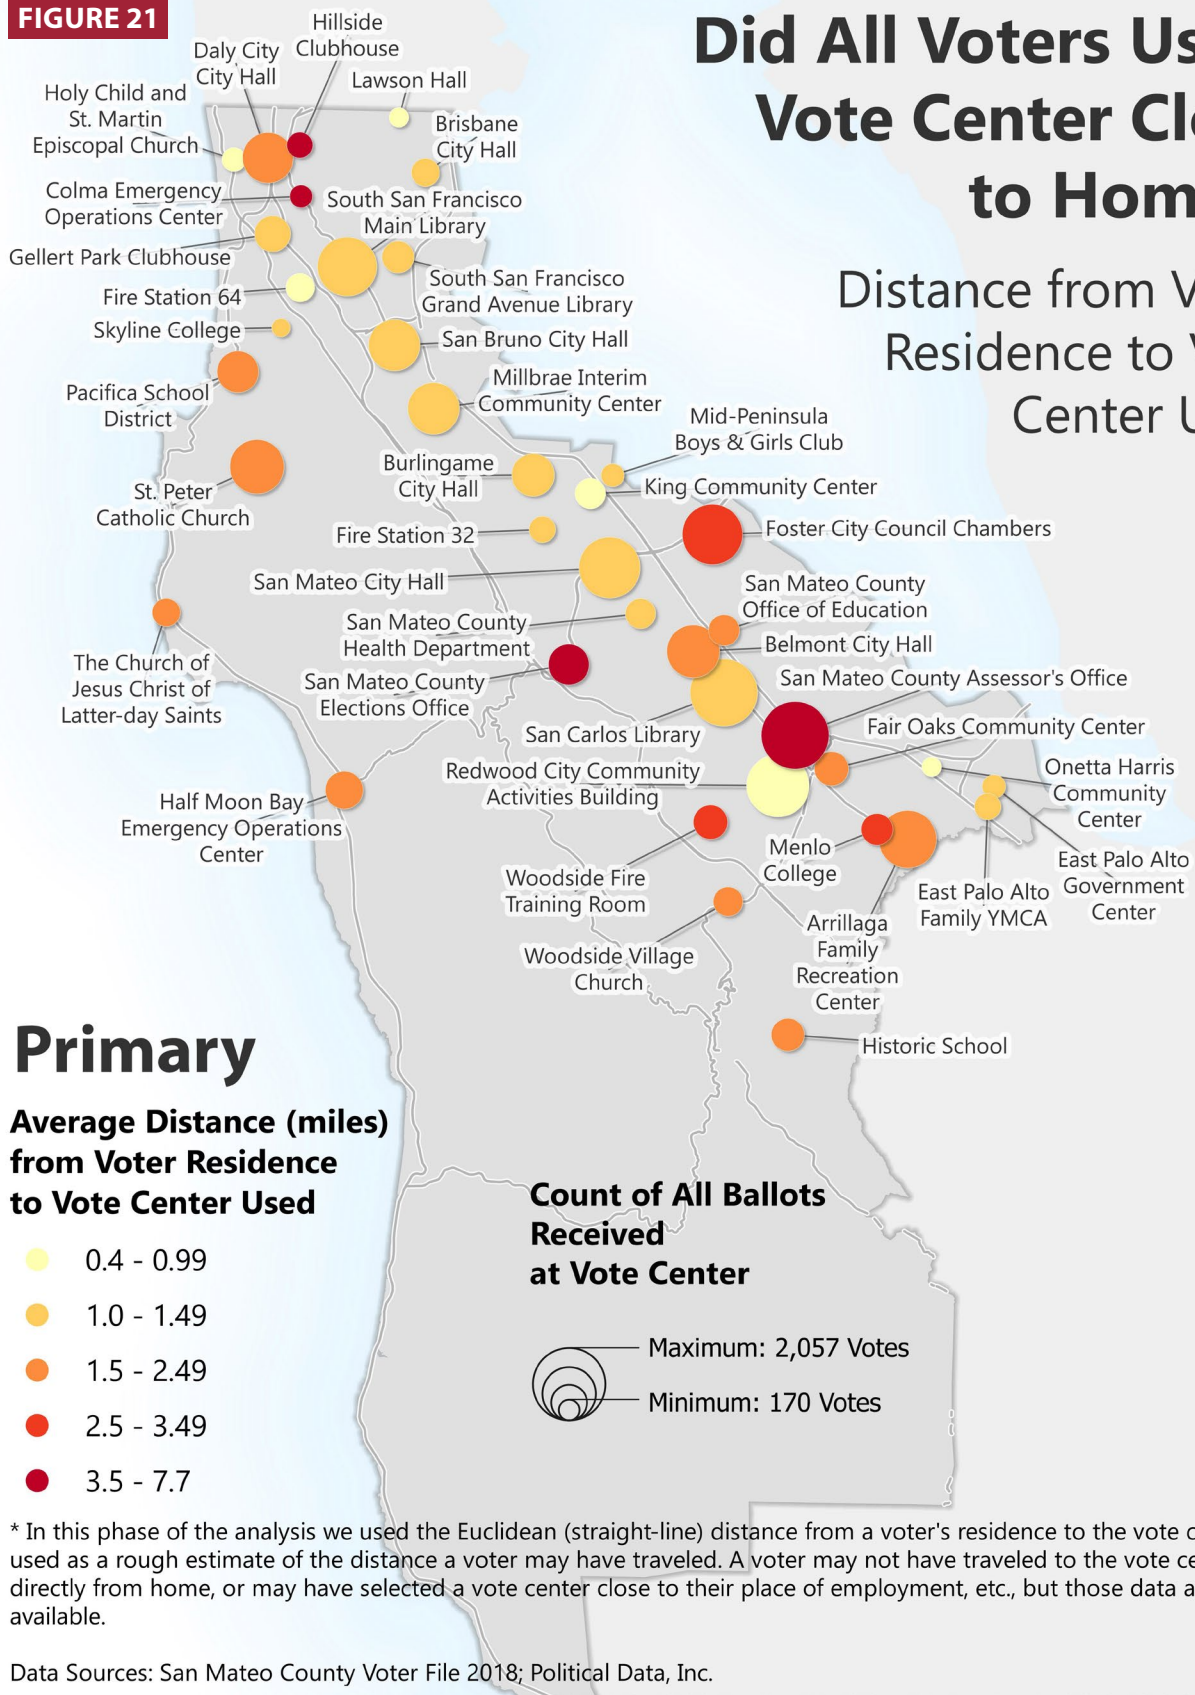 FIGURE 21
Did All Voters Us
Vote Center Cl
to Hom
Distance from V
Residence to
Center U
Hillside
Clubhouse
Daly City
City Hall
Lawson Hall
Holy Child and
St. Martin
Episcopal Church
Brisbane
City Hall
Colma Emergency
Operations Center
South San Francisco
Main Library
Gellert Park Clubhouse
South San Francisco
Grand Avenue Library
Fire Station 64
Skyline College
San Bruno City Hall
Pacifica School
District
Millbrae Interim
Community Center
Mid-Peninsula
Boys & Girls Club
Burlingame
City Hall
King Community Center
St. Peter
Catholic Church
Fire Station 32
Foster City Council Chambers
San Mateo City Hall
San Mateo County
Office of Education
San Mateo County
Health Department
Belmont City Hall
The Church of
Jesus Christ of
Latter-day Saints
San Mateo County
Elections Office
San Mateo County Assessor's Office
San Carlos Library
Fair Oaks Community Center
Redwood City Community
Activities Building
Onetta Harris
Community
Center
Half Moon Bay
Emergency Operations
Center
Menlo
College
East Palo Alto
Government
Center
Woodside Fire
Training Room
East Palo Alto
Family YMCA
Arrillaga
Family
Recreation
Center
Woodside Village
Church
Historic School
Primary
Average Distance (miles)
from Voter Residence
to Vote Center Used
0.4 - 0.99
1.0 - 1.49
1.5 - 2.49
2.5 - 3.49
3.5 - 7.7
Count of All Ballots
Received
at Vote Center
Maximum: 2,057 Votes
Minimum: 170 Votes
* In this phase of the analysis we used the Euclidean (straight-line) distance from a voter's residence to the vote
used as a rough estimate of the distance a voter may have traveled. A voter may not have traveled to the vote ce
directly from home, or may have selected a vote center close to their place of employment, etc., but those data a
available.
Data Sources: San Mateo County Voter File 2018; Political Data, Inc.